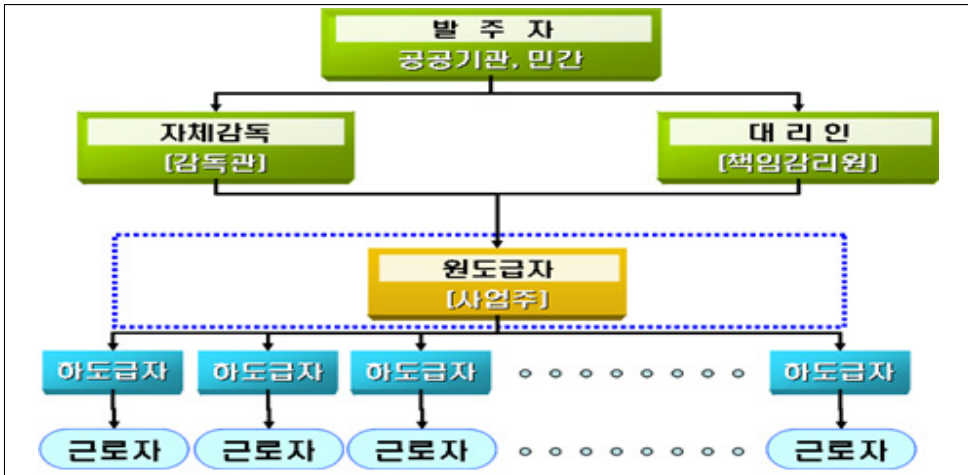 발 주 자
공공기관, 민간
자체감독
[감독관]
대 리 인
[책임감리원]
원도급자
[사업주]
하도급자 하도급자 하도급자 하도급자
근로자 근로자 근로자 근로자